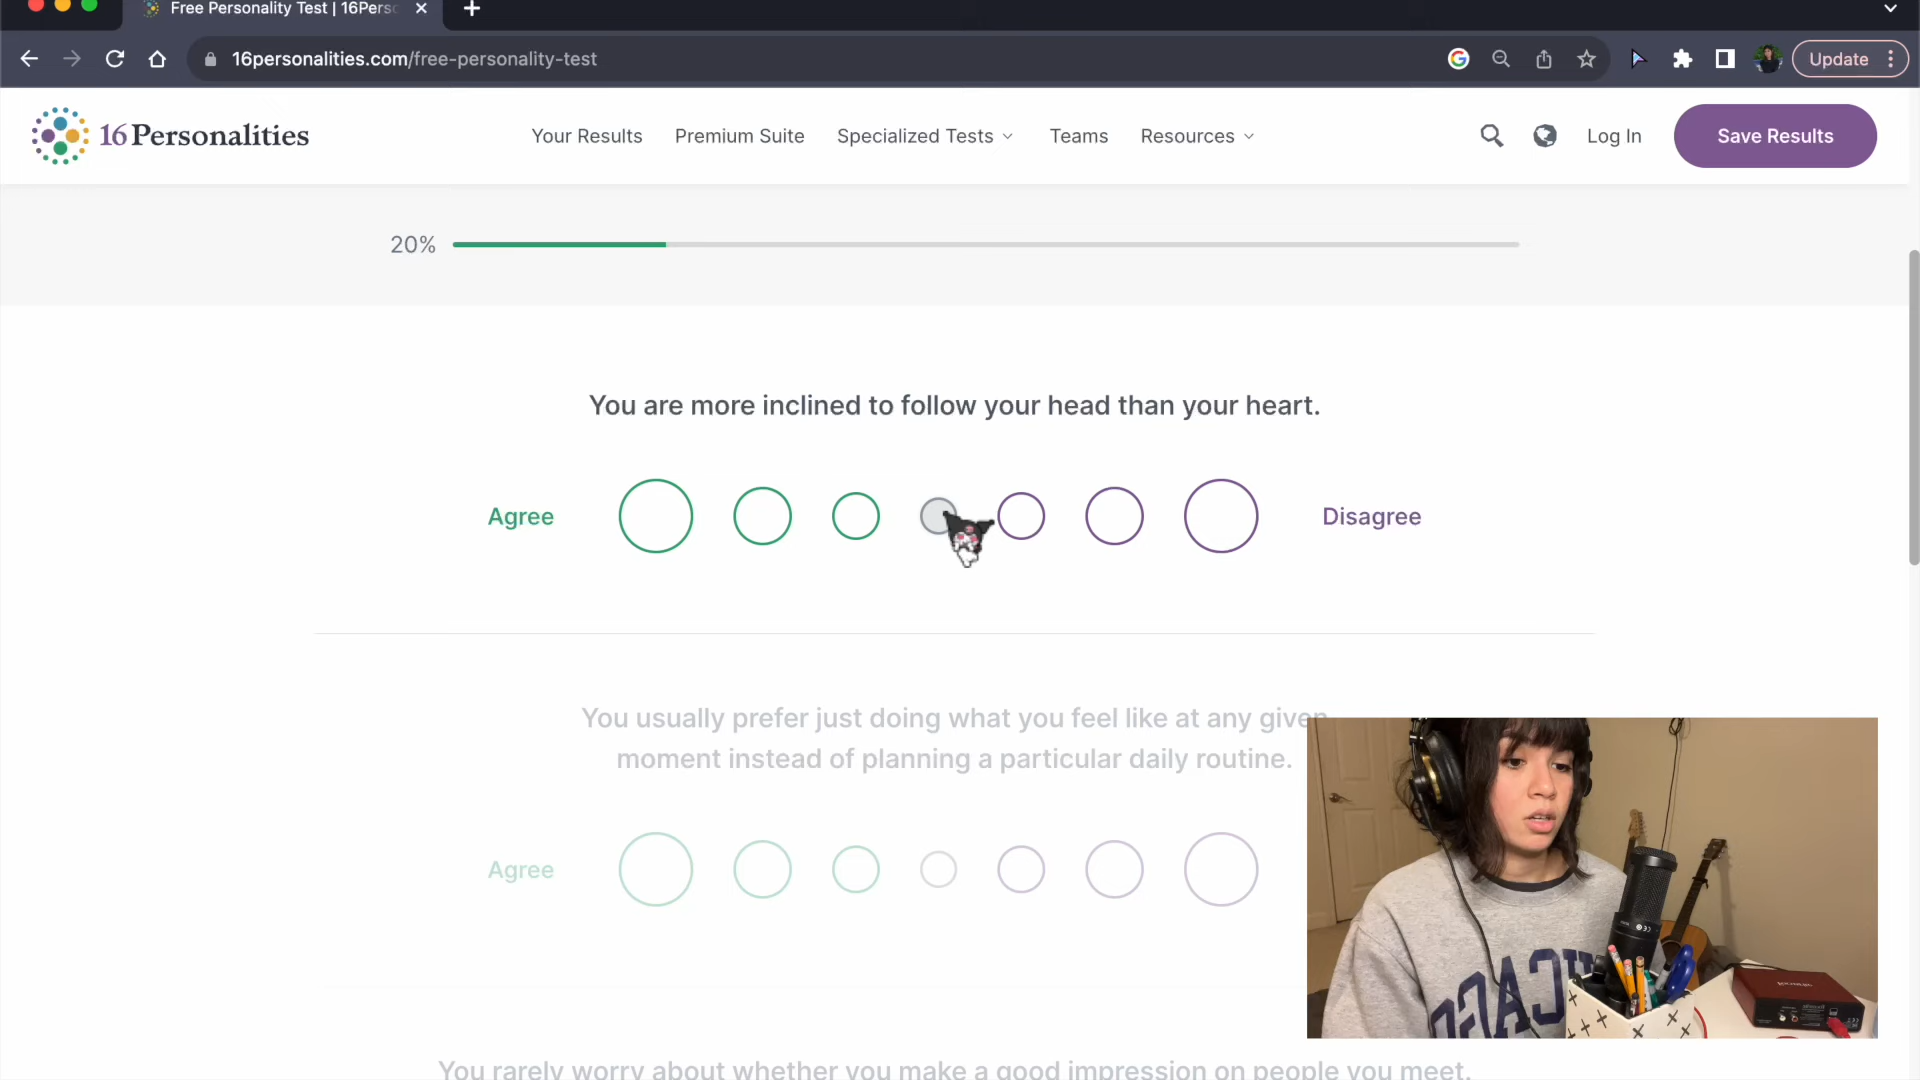 Free Personality Test | 16Pers
16personalities.com/free-personality-test
Update
16Personalities
Your Results
Premium Suite
Specialized Tests
Teams
Resources
Log In
Save Results
20%
You are more inclined to follow your head than your heart.
Agree
Disagree
You usually prefer just doing what you feel like at any given
moment instead of planning a particular daily routine.
Agree
You rarely worry about whether you make a good impression on people you meet.